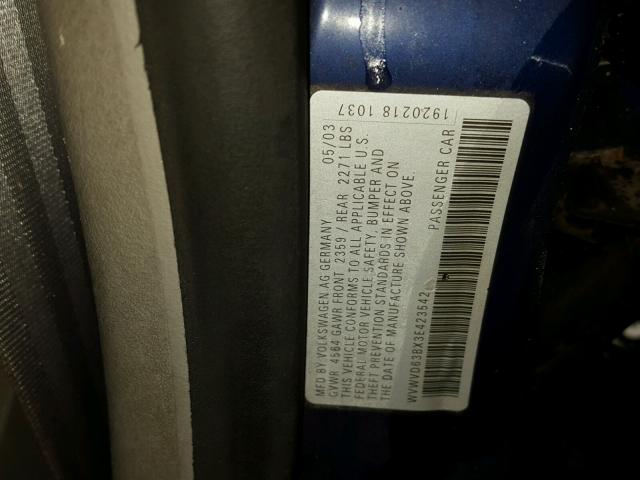 MFD BY VOLKSWAGEN AG GERMANY 05/03
GVWR 4564 GAWR FRONT 2359 / REAR 2271 LBS
THIS VEHICLE CONFORMS TO ALL APPLICABLE U.S.
FEDERAL MOTOR VEHICLE SAFETY, BUMPER AND
THEFT PREVENTION STANDARDS IN EFFECT ON
THE DATE OF MANUFACTURE SHOWN ABOVE.
WVWVD63BX3E423542 PASSENGER CAR
1920218 1037